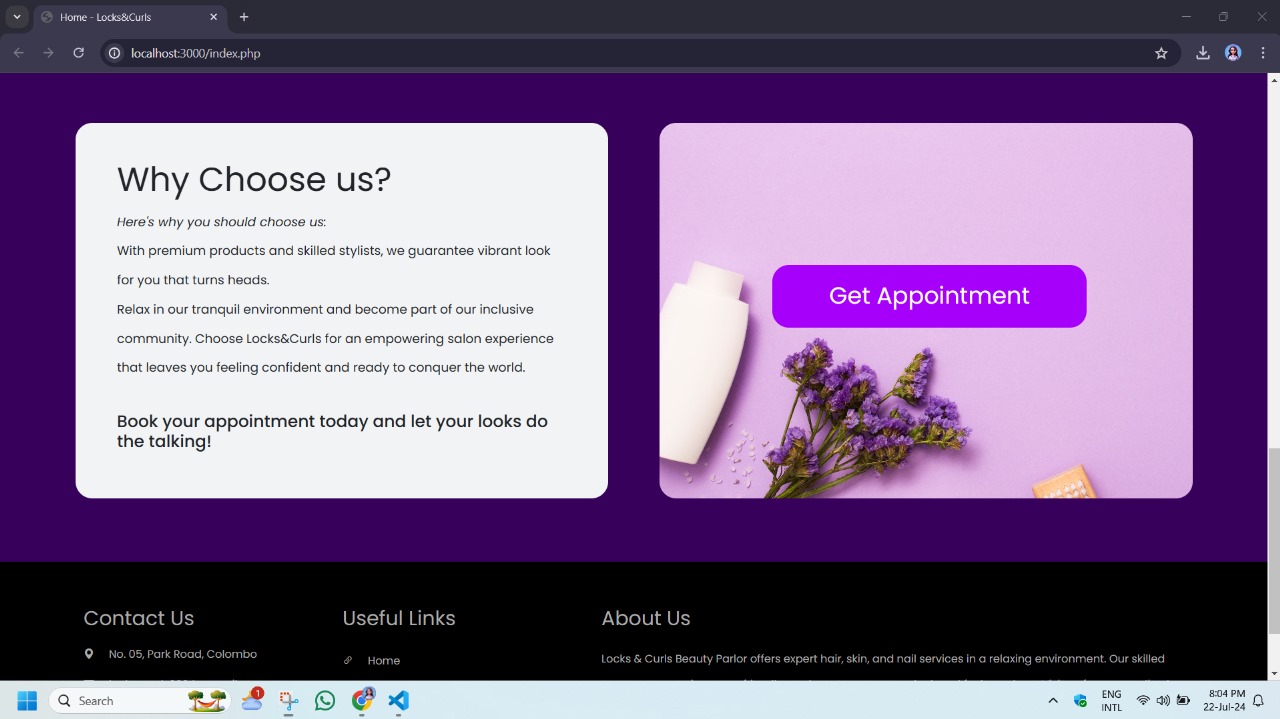 Home - Locks&Curls
localhost:3000/index.php
Why Choose us?
Here's why you should choose us:
With premium products and skilled stylists, we guarantee vibrant look
for you that turns heads.
Relax in our tranquil environment and become part of our inclusive
community. Choose Locks&Curls for an empowering salon experience
that leaves you feeling confident and ready to conquer the world.
Book your appointment today and let your looks do
the talking!
Get Appointment
Contact Us
No. 05, Park Road, Colombo
Useful Links
Home
About Us
Locks & Curls Beauty Parlor offers expert hair, skin, and nail services in a relaxing environment. Our skilled
Search
1
ENG
INTL
8:04 PM
22-Jul-24